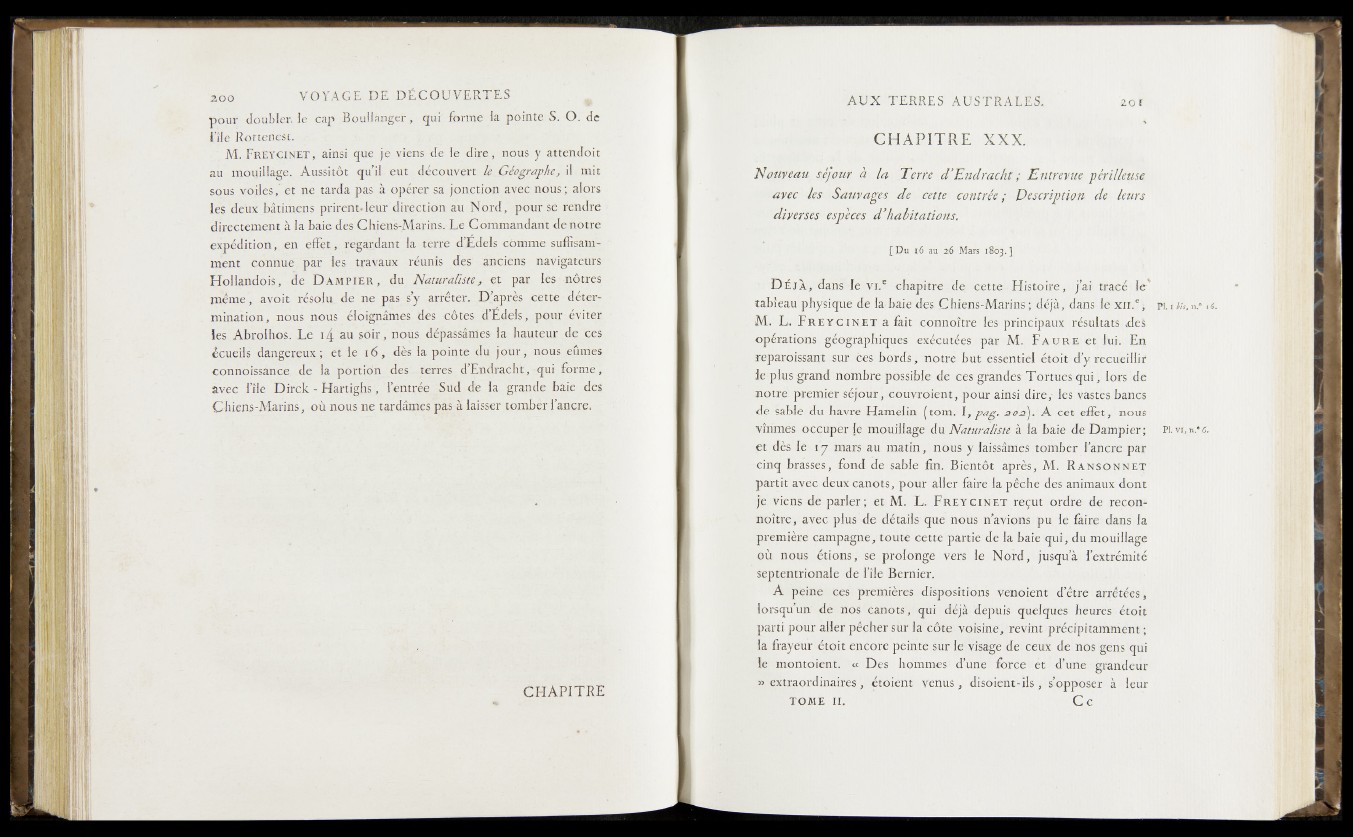 200 VOYAGE DE DÉCOUVERTES
pour doubler le cap Boullanger, qui forme la pointe S. O. de
l'île Rottenest.
M. FREYCINET, ainsi que je viens de le dire, nous y attendoit
au mouillage. Aussitôt qu'il eut découvert le Géographe, il mit
sous voiles, et ne tarda pas à opérer sa jonction avec nous; alors
les deux bâtimens prirent leur direction au Nord, pour se rendre
directement à la baie des Chiens-Marins. Le Commandant de notre
expédition, en effet, regardant la terre d'Édels comme suffisam-
ment connue par les travaux réunis des anciens navigateurs
Hollandois, de DAMPIER, du Naturaliste, et par les nôtres
même, avoit résolu de ne pas s'y arrêter. D'après cette déter-
mination, nous nous éloignâmes des côtes d'Édels, pour éviter
les Abrolhos. Le 14 au soir, nous dépassâmes la hauteur de ces
écueils dangereux; et le 16, dès la pointe du jour, nous eûmes
connoissance de la portion des terres d'Endracht, qui forme,
avec l'île Dirck-Hartighs, l'entrée Sud de la grande baie des
Chiens-Marins, où nous ne tardâmes pas à laisser tomber l'ancre.
CHAPITRE
AUX TERRES AUSTRALES. 201
CHAPITRE XXX.
Nouveau séjour à la Terre d'Endracht; Entrevue périlleuse
avec les Sauvages de cette contrée; Description de leurs
diverses espèces d'habitations.
[Du 16 au 26 Mars 1803.]
DÉJÀ, dans le VI.e chapitre de cette Histoire, j'ai tracé le
tableau physique de la baie des Chiens-Marins; déjà, dans le XII.e, Pl. 1 bis, n.° 16.
M. L. FREYCINET a fait connoître les principaux résultats des
opérations géographiques exécutées par M. FAURE et lui. En
reparoissant sur ces bords, notre but essentiel étoit d'y recueillir
le plus grand nombre possible de ces grandes Tortues qui, lors de
notre premier séjour, couvroient, pour ainsi dire, les vastes bancs
de sable du havre Hamelin (tom. I, pag. 202). A cet effet, nous
vînmes occuper le mouillage du Naturaliste à la baie de Dampier; Pl. VI, n.° 6.
et dès le 17 mars au matin, nous y laissâmes tomber l'ancre par
cinq brasses, fond de sable fin. Bientôt après, M. RANSONNET
partit avec deux canots, pour aller faire la pêche des animaux dont
je viens de parler; et M. L. FREYCINET reçut ordre de recon-
noître, avec plus de détails que nous n'avions pu le faire dans la
première campagne, toute cette partie de la baie qui, du mouillage
où nous étions, se prolonge vers le Nord, jusqu'à l'extrémité
septentrionale de l'île Bernier.
A peine ces premières dispositions venoient d'être arrêtées,
lorsqu'un de nos canots, qui déjà depuis quelques heures étoit
parti pour aller pêcher sur la côte voisine, revint précipitamment;
la frayeur étoit encore peinte sur le visage de ceux de nos gens qui
le montoient. « Des hommes d'une force et d'une grandeur
» extraordinaires, étoient venus, disoient-ils, s'opposer à leur
TOME II. Cc